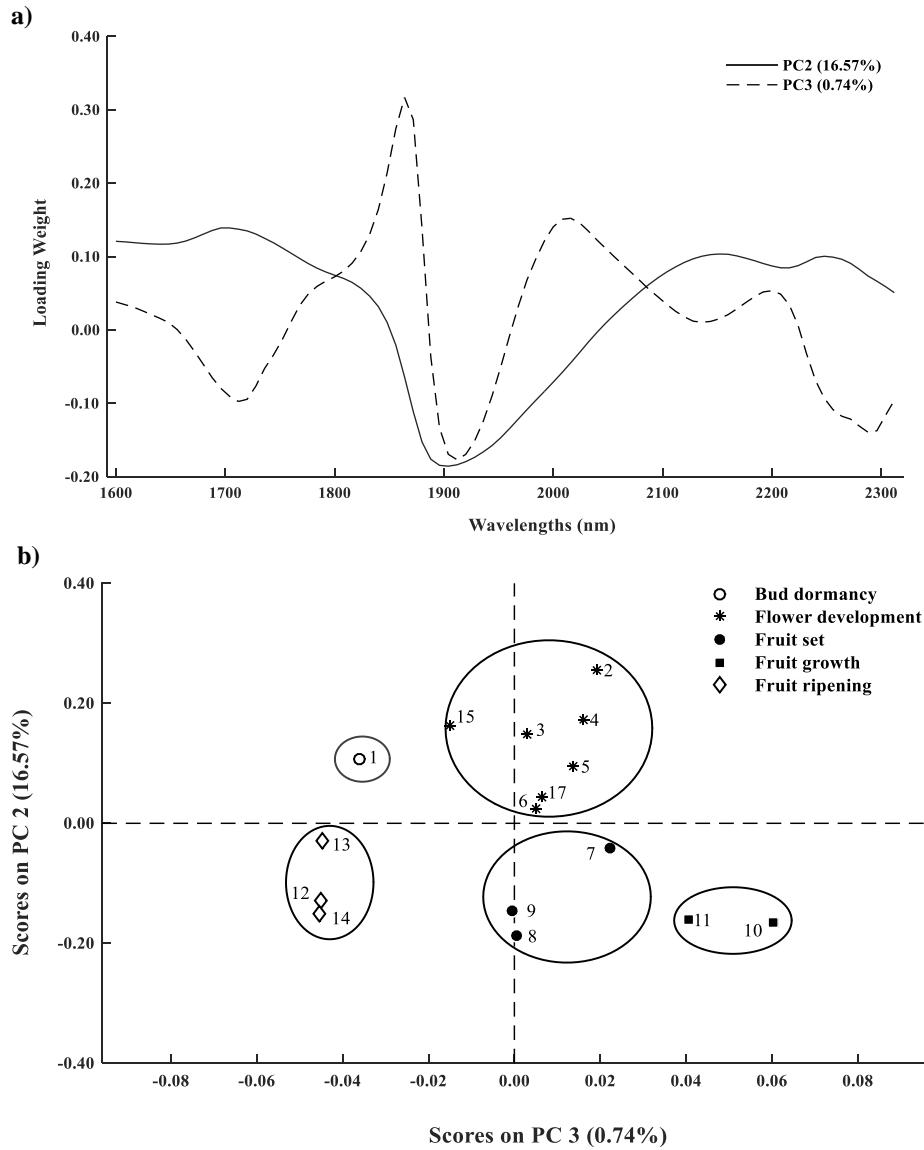 a)
0.40
0.30
0.20
0.10
0.00
-0.10
-0.20
Loading Weight
PC2 (16.57%)
PC3 (0.74%)
1600 1700 1800 1900 2000 2100 2200 2300
Wavelengths (nm)
b)
0.40
0.20
0.00
-0.20
-0.40
Scores on PC 2 (16.57%)
Bud dormancy
Flower development
Fruit set
Fruit growth
Fruit ripening
2
15
4
3
1
5
17
6
13
7
12
9
14
11
8
10
-0.08 -0.06 -0.04 -0.02 0.00 0.02 0.04 0.06 0.08
Scores on PC 3 (0.74%)